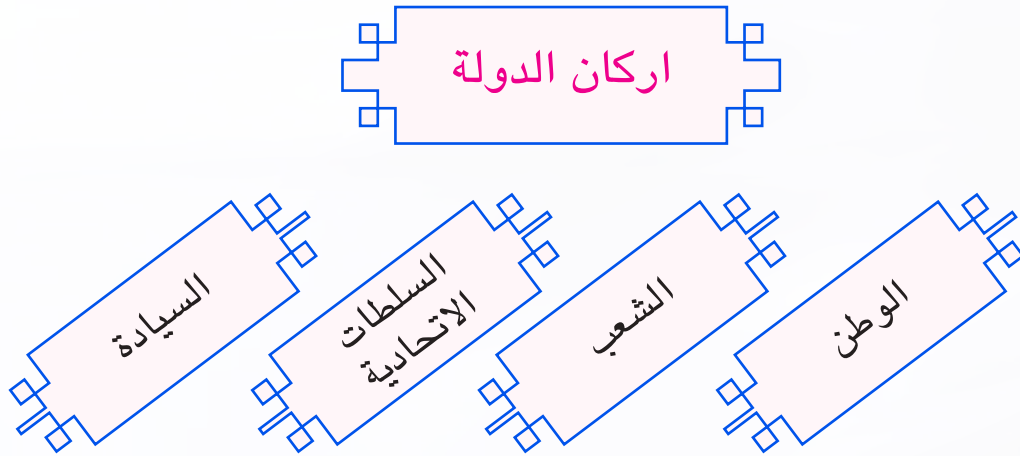 اركان الدولة
الوطن
الشعب
السلطات
الاتحادية
السيادة